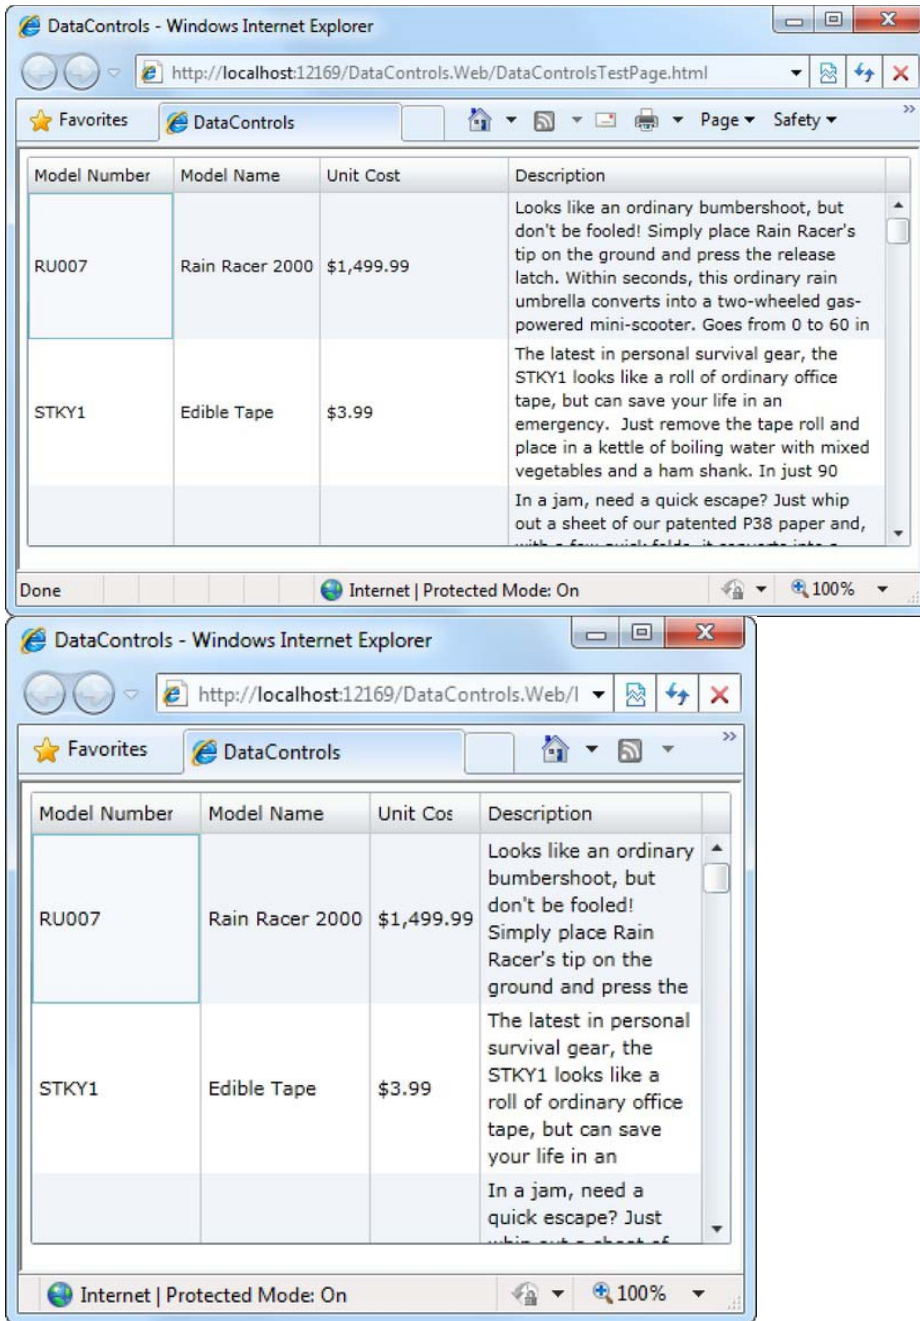 DataControls - Windows Internet Explorer
http://localhost:12169/DataControls.Web/DataControlsTestPage.html
Favorites DataControls Page Safety »
Model Number Model Name Unit Cost Description
Looks like an ordinary bumbershoot, but
don't be fooled! Simply place Rain Racer's
tip on the ground and press the release
RU007 Rain Racer 2000 $1,499.99
latch. Within seconds, this ordinary rain
umbrella converts into a two-wheeled gas-
powered mini-scooter. Goes from 0 to 60 in
The latest in personal survival gear, the
STKY1 looks like a roll of ordinary office
tape, but can save your life in an
STKY1 Edible Tape $3.99
emergency. Just remove the tape roll and
place in a kettle of boiling water with mixed
vegetables and a ham shank. In just 90
In a jam, need a quick escape? Just whip
out a sheet of our patented P38 paper and,
with a few quick folds, it converts into a
Done Internet | Protected Mode: On 100%
DataControls - Windows Internet Explorer
http://localhost:12169/DataControls.Web/
Favorites DataControls »
Model Number Model Name Unit Cos Description
Looks like an ordinary
bumbershoot, but
don't be fooled!
RU007 Rain Racer 2000 $1,499.99
Simply place Rain
Racer's tip on the
ground and press the
The latest in personal
survival gear, the
STKY1 looks like a
STKY1 Edible Tape $3.99
roll of ordinary office
tape, but can save
your life in an
In a jam, need a
quick escape? Just
whip out a sheet of
Internet | Protected Mode: On 100%